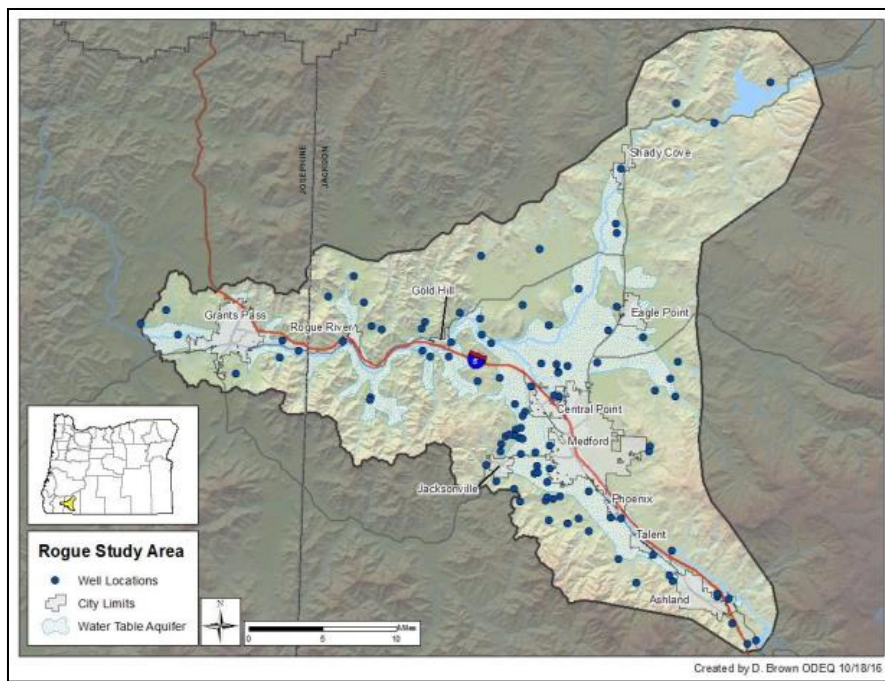 JOSEPHINE
JACKSON
Shady Cove
Gold Hill
Eagle Point
Grants Pass
Rogue River
5
Central Point
Medford
Jacksonville
Phoenix
Talent
Ashland
Rogue Study Area
Well Locations
City Limits
Water Table Aquifer
N
0 5 10
Miles
Created by D. Brown ODEQ 10/18/16